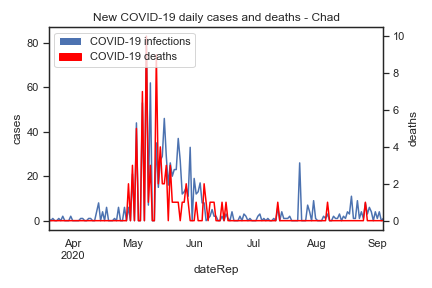 New COVID-19 daily cases and deaths - Chad
COVID-19 infections
COVID-19 deaths
cases
80
60
40
20
0
deaths
10
8
6
4
2
0
Apr May Jun Jul Aug Sep
2020
dateRep